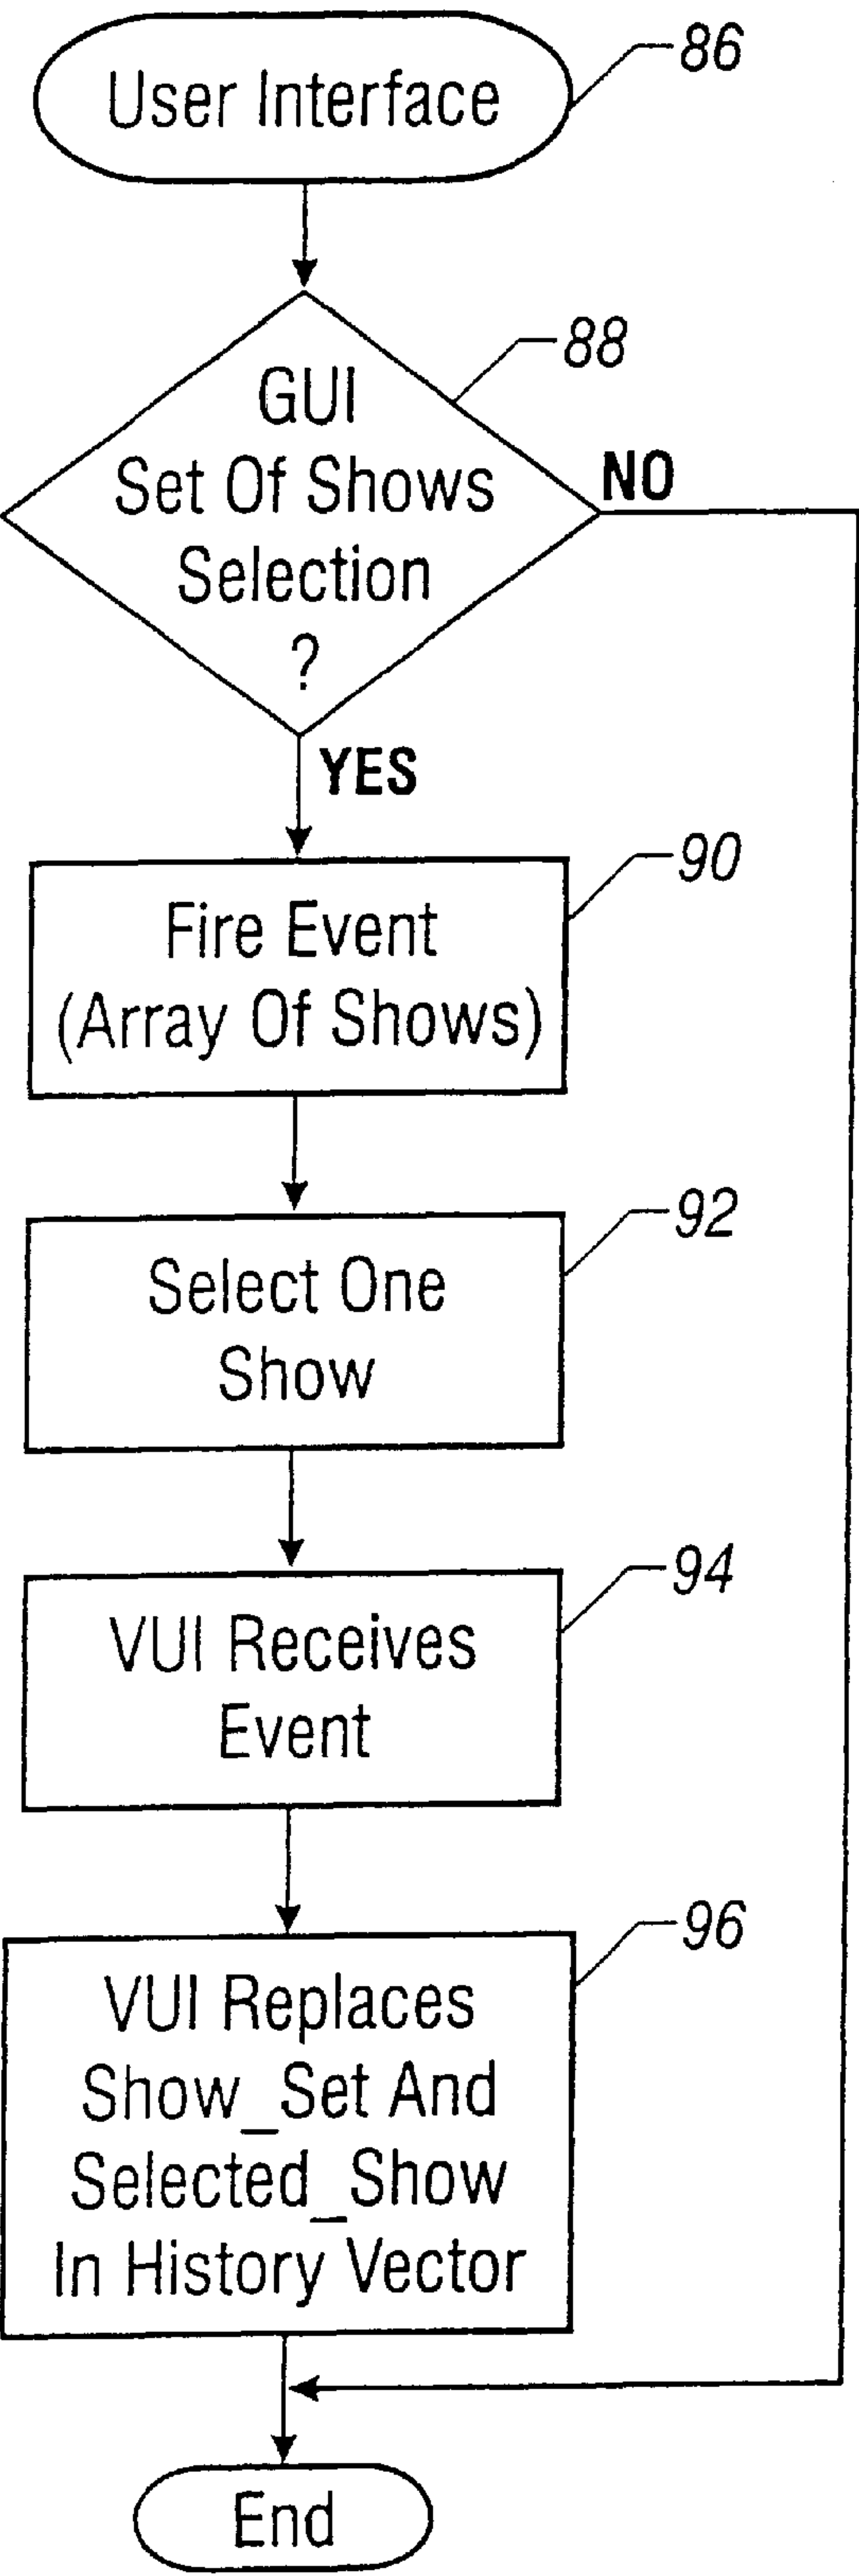 User Interface
86
GUI
Set Of Shows
Selection
?
88
NO
YES
Fire Event
(Array Of Shows)
90
Select One
Show
92
VUI Receives
Event
94
VUI Replaces
Show_Set And
Selected_Show
In History Vector
96
End